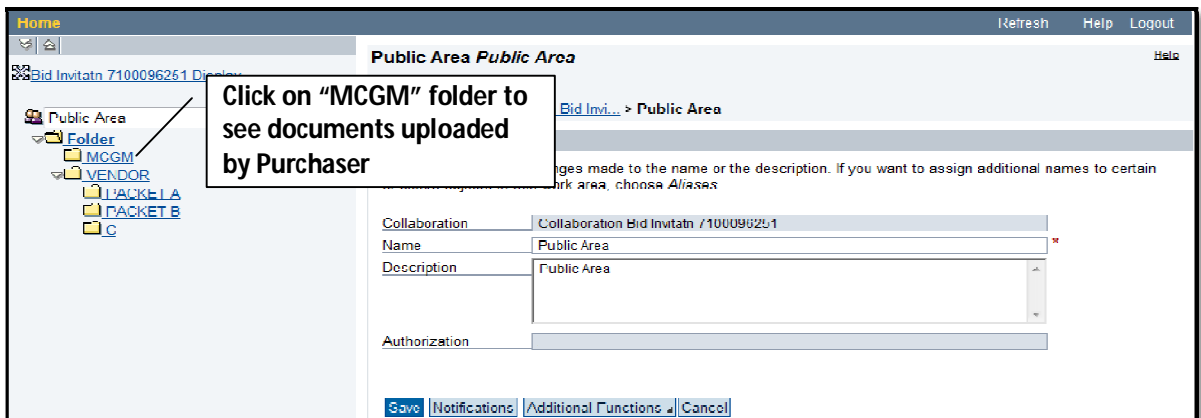 Home Refresh Help Logout
Bid Invitatn 7100096251 Display
Public Area
Folder
MCGM
VENDOR
PACKET A
PACKET B
C
Click on “MCGM” folder to
see documents uploaded
by Purchaser
Public Area Public Area Help
Bid Invi... > Public Area
made to the name or the description. If you want to assign additional names to certain
area, choose Aliases
Collaboration Collaboration Bid Invitatn 7100096251
Name Public Area *
Description Public Area
Authorization
Save Notifications Additional Functions Cancel